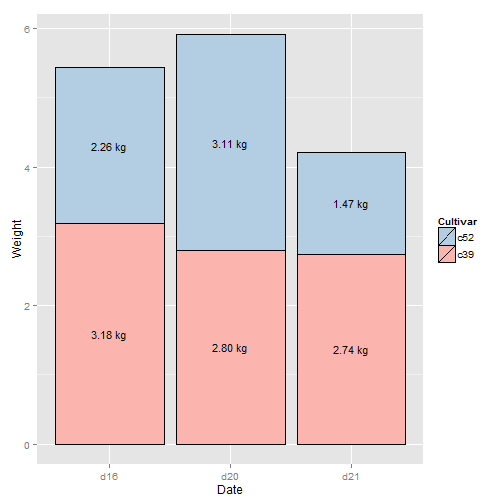 6
4
2
0
Weight
2.26 kg
3.11 kg
1.47 kg
3.18 kg
2.80 kg
2.74 kg
d16
d20
d21
Date
Cultivar
c52
c39